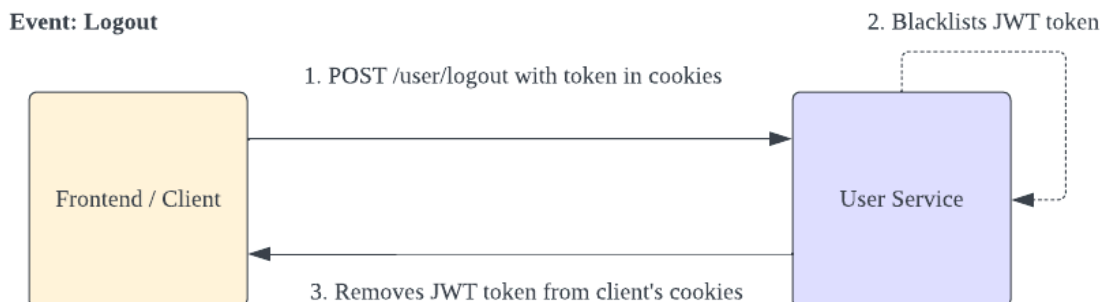 Event: Logout
2. Blacklists JWT token
1. POST /user/logout with token in cookies
Frontend / Client
User Service
3. Removes JWT token from client's cookies